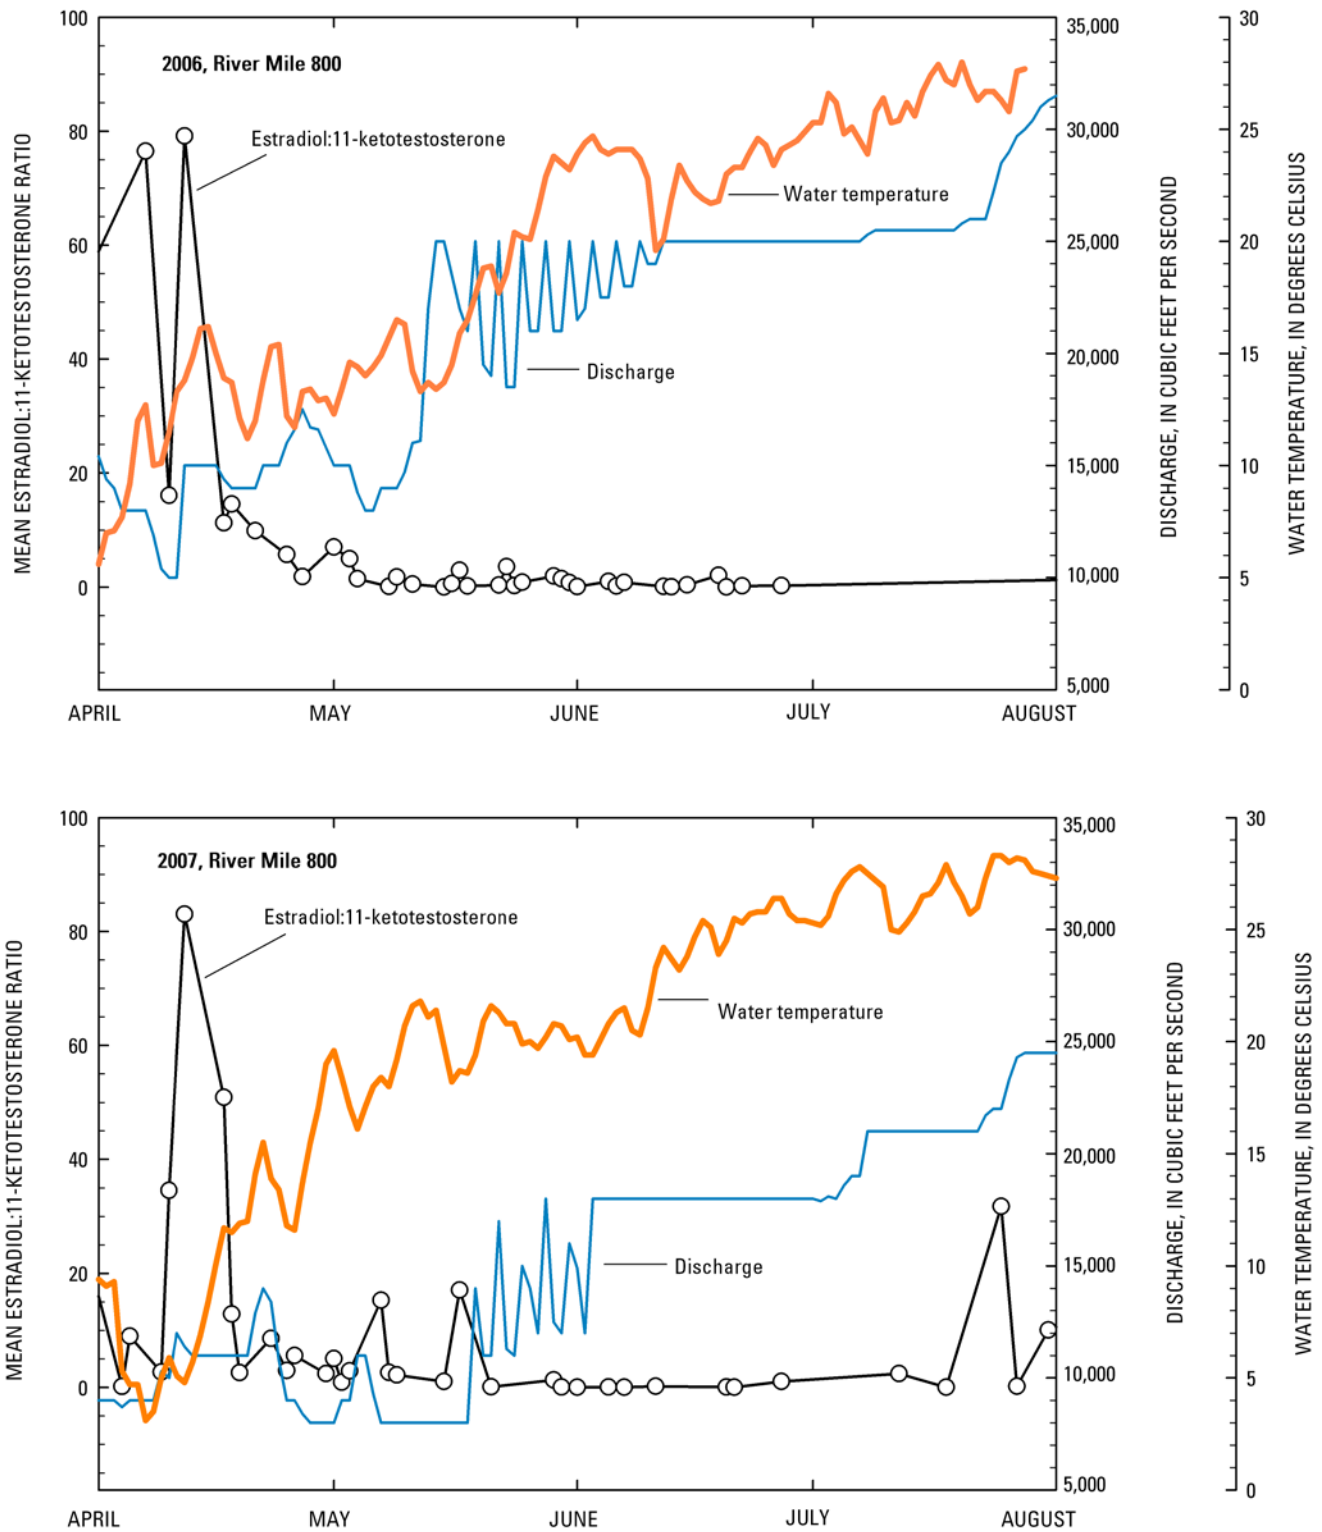 100
80
60
40
20
0
MEAN ESTRADIOL:11-KETOTESTOSTERONE RATIO
2006, River Mile 800
Estradiol:11-ketotestosterone
Water temperature
Discharge
35,000
30,000
25,000
20,000
15,000
10,000
5,000
DISCHARGE, IN CUBIC FEET PER SECOND
30
25
20
15
10
5
0
WATER TEMPERATURE, IN DEGREES CELSIUS
APRIL MAY JUNE JULY AUGUST
100
80
60
40
20
0
MEAN ESTRADIOL:11-KETOTESTOSTERONE RATIO
2007, River Mile 800
Estradiol:11-ketotestosterone
Water temperature
Discharge
35,000
30,000
25,000
20,000
15,000
10,000
5,000
DISCHARGE, IN CUBIC FEET PER SECOND
30
25
20
15
10
5
0
WATER TEMPERATURE, IN DEGREES CELSIUS
APRIL MAY JUNE JULY AUGUST